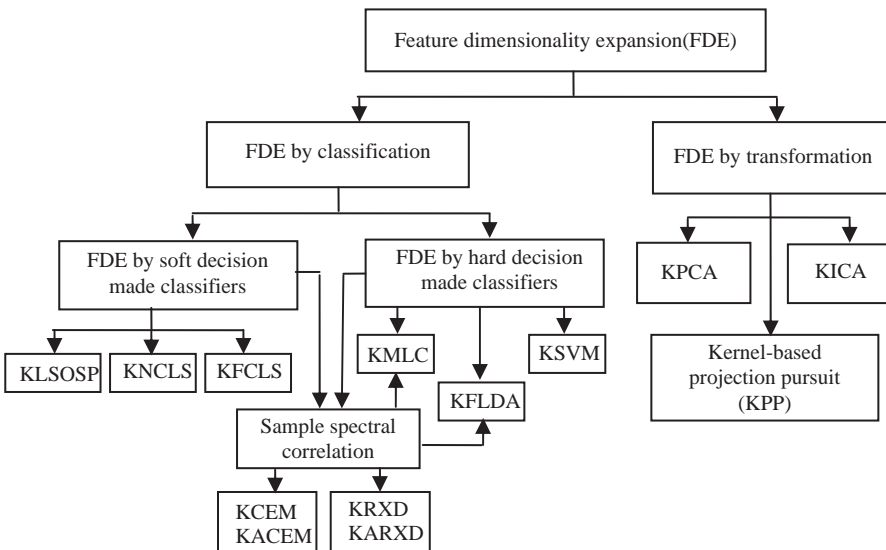 Feature dimensionality expansion(FDE)
FDE by classification
FDE by transformation
FDE by soft decision
made classifiers
FDE by hard decision
made classifiers
KPCA
KICA
KLSOSP
KNCLS
KFCLS
KMLC
KSVM
KFLDA
Kernel-based
projection pursuit
(KPP)
Sample spectral
correlation
KCEM
KACEM
KRXD
KARXD